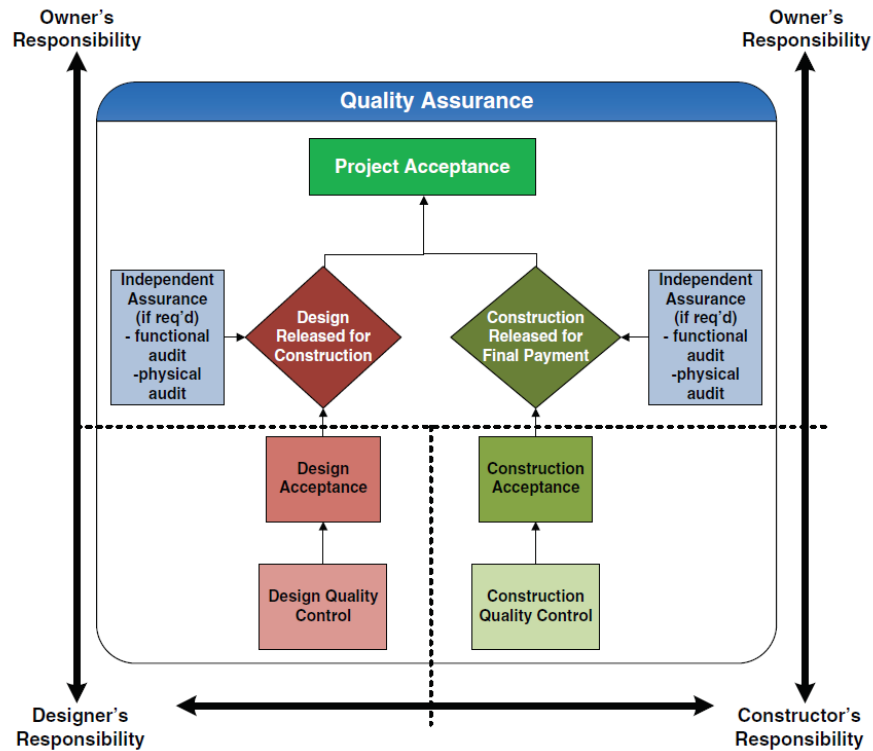 Owner's
Responsibility
Owner's
Responsibility
Quality Assurance
Project Acceptance
Independent
Assurance
(if req'd)
- functional
audit
-physical
audit
Design
Released for
Construction
Construction
Released for
Final Payment
Independent
Assurance
(if req'd)
- functional
audit
-physical
audit
Design
Acceptance
Construction
Acceptance
Design Quality
Control
Construction
Quality Control
Designer's
Responsibility
Constructor's
Responsibility